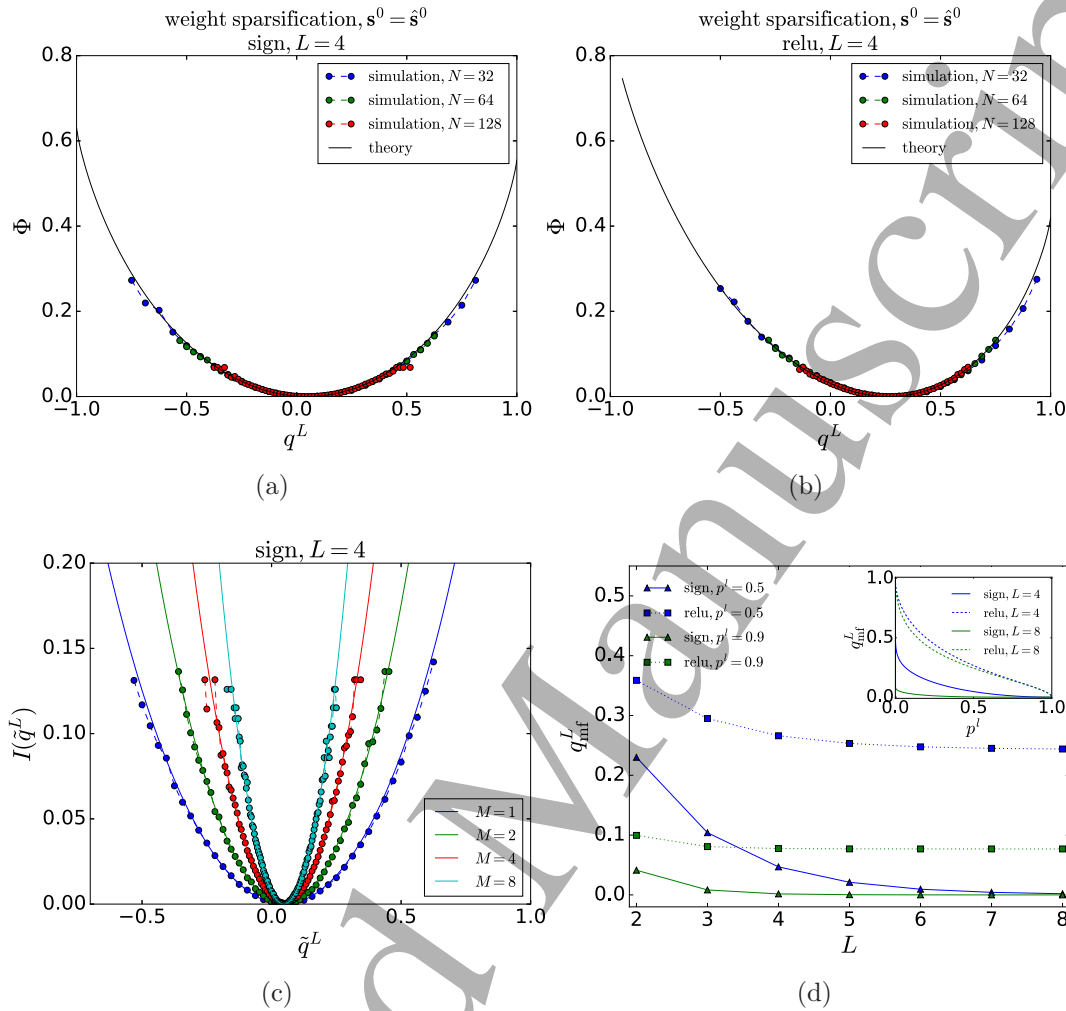 weight sparsification, s⁰ = ŝ⁰
sign, L = 4
0.8
0.6
0.4
0.2
0.0
Φ
simulation, N = 32
simulation, N = 64
simulation, N = 128
theory
−1.0 −0.5 0.0 0.5 1.0
q^L
(a)
weight sparsification, s⁰ = ŝ⁰
relu, L = 4
0.8
0.6
0.4
0.2
0.0
Φ
simulation, N = 32
simulation, N = 64
simulation, N = 128
theory
−1.0 −0.5 0.0 0.5 1.0
q^L
(b)
sign, L = 4
0.20
0.15
0.10
0.05
0.00
I(q̃^L)
M = 1
M = 2
M = 4
M = 8
−0.5 0.0 0.5 1.0
q̃^L
(c)
0.5
0.4
0.3
0.2
0.1
0.0
q^L_mf
sign, p^l = 0.5
relu, p^l = 0.5
sign, p^l = 0.9
relu, p^l = 0.9
1.0
0.5
0.0
q^L_mf
sign, L = 4
relu, L = 4
sign, L = 8
relu, L = 8
0.0 0.5 1.0
p^l
2 3 4 5 6 7 8
L
(d)
d Manuscrip